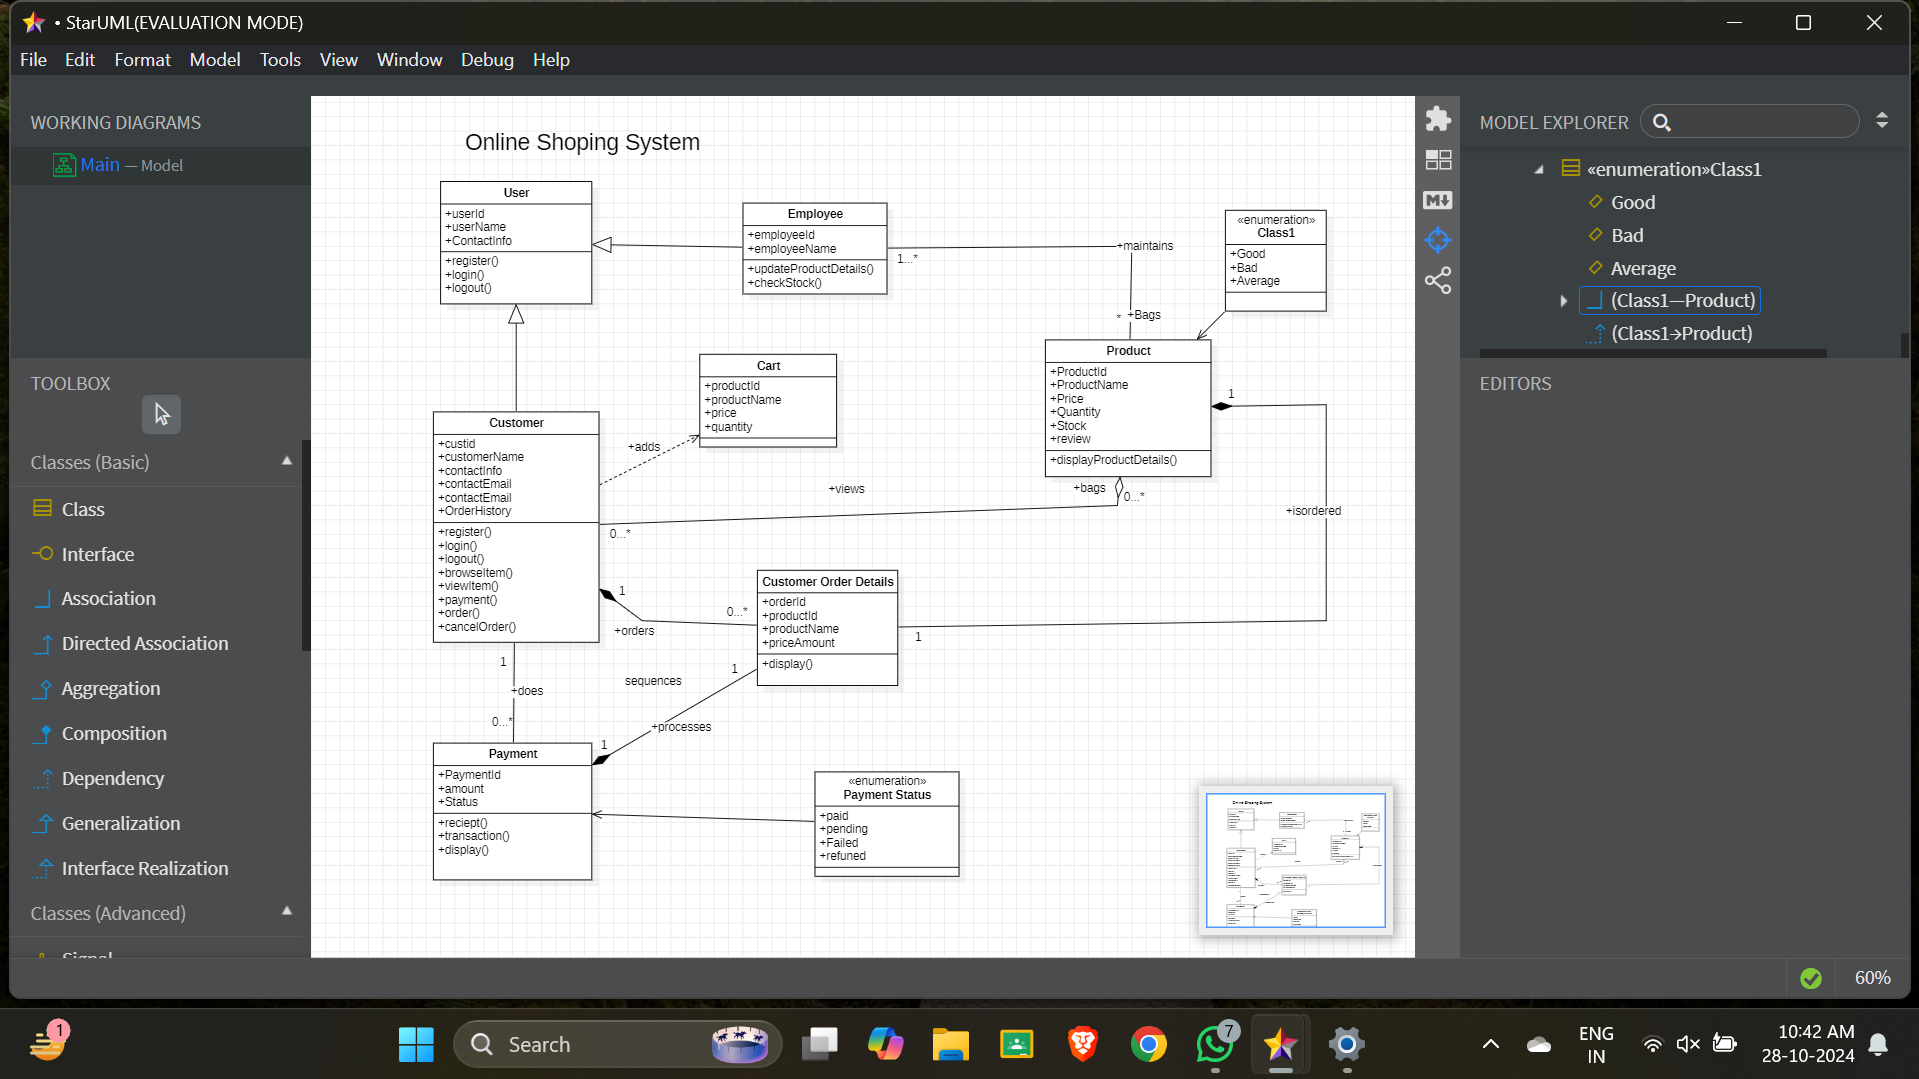 • StarUML(EVALUATION MODE)
File Edit Format Model Tools View Window Debug Help
WORKING DIAGRAMS
Main — Model
TOOLBOX
Classes (Basic)
Class
Interface
Association
Directed Association
Aggregation
Composition
Dependency
Generalization
Interface Realization
Classes (Advanced)
Signal
Online Shoping System
User
+userId
+userName
+ContactInfo
+register()
+login()
+logout()
Employee
+employeeId
+employeeName
+updateProductDetails()
+checkStock()
1...*
+maintains
«enumeration»
Class1
+Good
+Bad
+Average
* +Bags
Product
+ProductId
+ProductName
+Price
+Quantity
+Stock
+review
+displayProductDetails()
1
+bags
0...*
+isordered
Cart
+productId
+productName
+price
+quantity
+adds
+views
Customer
+custid
+customerName
+contactInfo
+contactEmail
+contactEmail
+OrderHistory
+register()
+login()
+logout()
+browseItem()
+viewItem()
+payment()
+order()
+cancelOrder()
0...*
1
+orders
0...*
Customer Order Details
+orderId
+productId
+productName
+priceAmount
+display()
1
1
sequences
1
+does
0...*
+processes
1
Payment
+PaymentId
+amount
+Status
+reciept()
+transaction()
+display()
«enumeration»
Payment Status
+paid
+pending
+Failed
+refuned
Online Shoping System
MODEL EXPLORER
«enumeration»Class1
Good
Bad
Average
(Class1—Product)
(Class1→Product)
EDITORS
60%
1
Search
7
ENG
IN
10:42 AM
28-10-2024